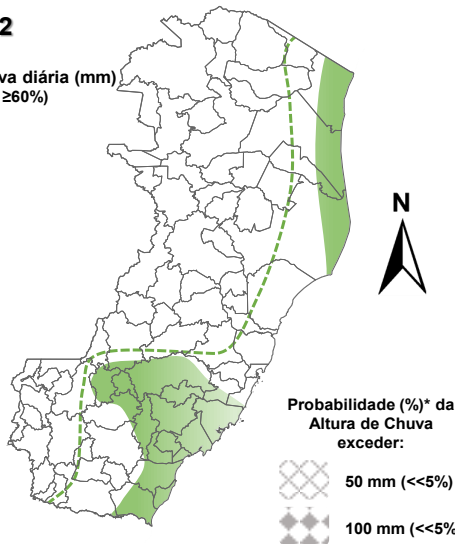 2
va diária (mm)
≥60%)
N
Probabilidade (%)* da
Altura de Chuva
exceder:
50 mm (<<5%)
100 mm (<<5%